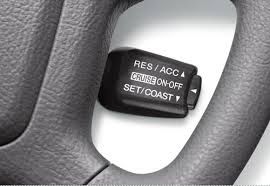 RES / ACC ▲
CRUISE ON-OFF
SET/COAST ▼